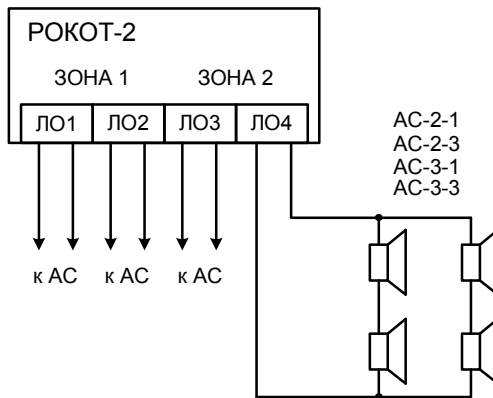 РОКОТ-2
ЗОНА 1 ЗОНА 2
ЛО1 ЛО2 ЛО3 ЛО4
АС-2-1
АС-2-3
АС-3-1
АС-3-3
к АС к АС к АС